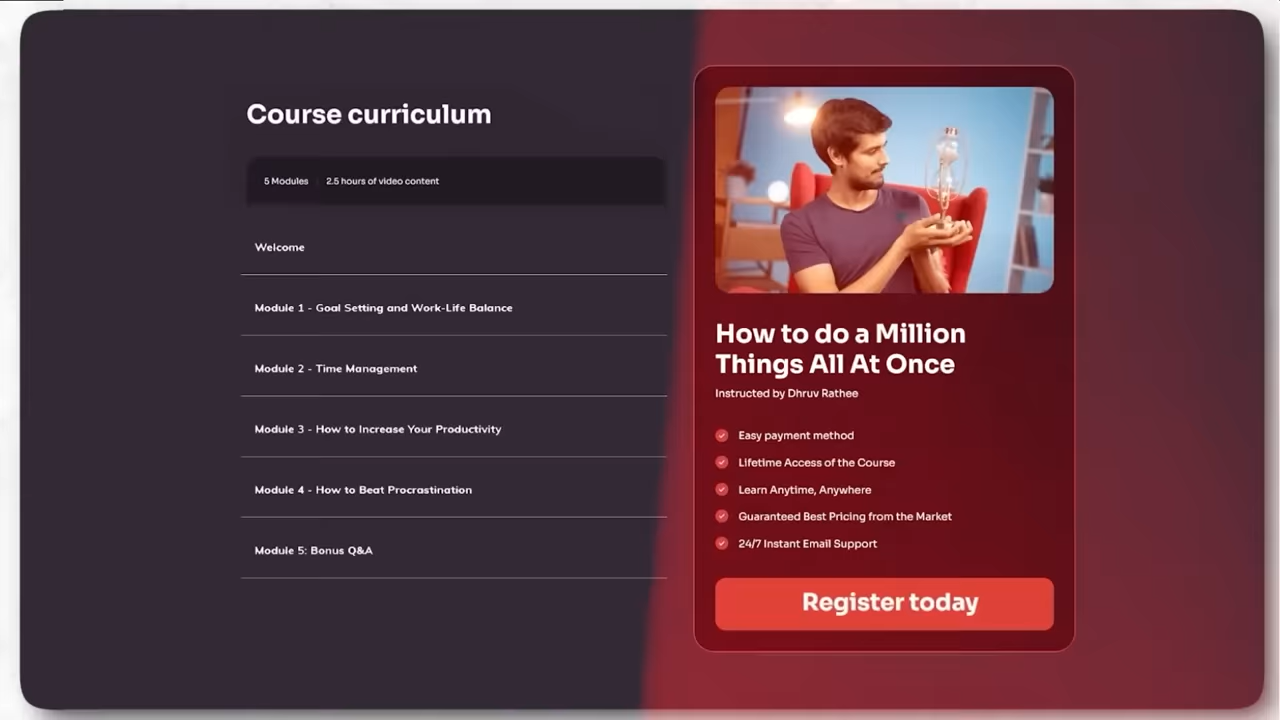 Course curriculum
5 Modules 2.5 hours of video content
Welcome
Module 1 - Goal Setting and Work-Life Balance
Module 2 - Time Management
Module 3 - How to Increase Your Productivity
Module 4 - How to Beat Procrastination
Module 5: Bonus Q&A
How to do a Million
Things All At Once
Instructed by Dhruv Rathee
Easy payment method
Lifetime Access of the Course
Learn Anytime, Anywhere
Guaranteed Best Pricing from the Market
24/7 Instant Email Support
Register today